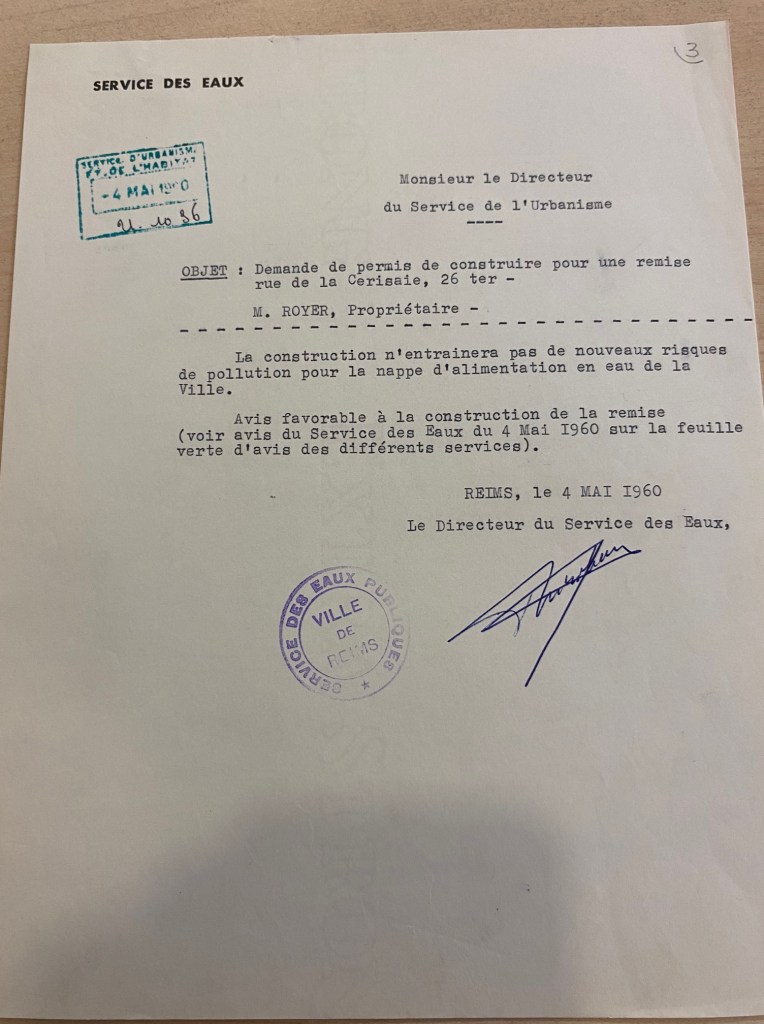 3
SERVICE DES EAUX
SERVICE D'URBANISM.
ET. DE L'HABITAT
-4 MAI 1960
U. 10 36
Monsieur le Directeur
du Service de l'Urbanisme
----
OBJET : Demande de permis de construire pour une remise
rue de la Cerisaie, 26 ter -
M. ROYER, Propriétaire -
La construction n'entrainera pas de nouveaux risques
de pollution pour la nappe d'alimentation en eau de la
Ville.
Avis favorable à la construction de la remise
(voir avis du Service des Eaux du 4 Mai I960 sur la feuille
verte d'avis des différents services).
REIMS, le 4 MAI I960
Le Directeur du Service des Eaux,
SERVICE DES EAUX PUBLIQUES
VILLE
DE
REIMS